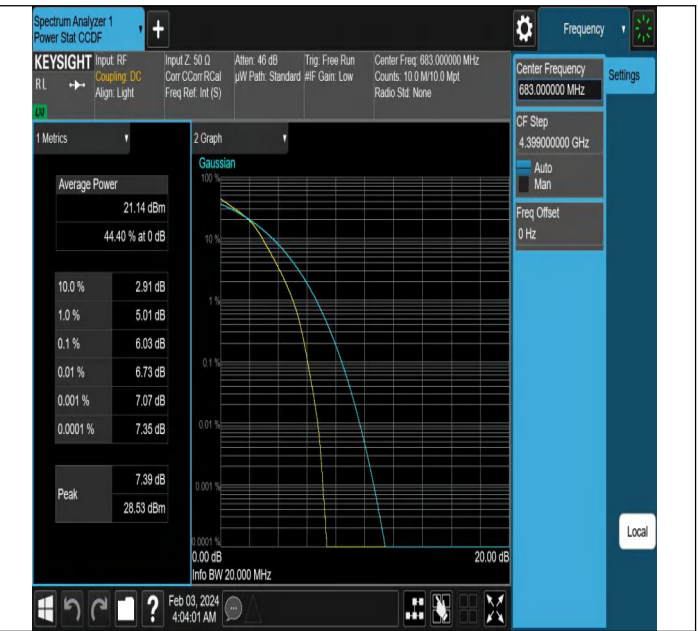 Spectrum Analyzer 1
Power Stat CCDF
Frequency
KEYSIGHT
RL
Input: RF
Coupling: DC
Align: Light
Input Z: 50 Ω
Corr CCorr RCal
Freq Ref: Int (S)
Atten: 46 dB
µW Path: Standard
Trig: Free Run
#IF Gain: Low
Center Freq: 683.000000 MHz
Counts: 10.0 M/10.0 Mpt
Radio Std: None
Center Frequency
683.000000 MHz
Settings
CF Step
4.399000000 GHz
Auto
Man
Freq Offset
0 Hz
1 Metrics
Average Power
21.14 dBm
44.40 % at 0 dB
10.0 % 2.91 dB
1.0 % 5.01 dB
0.1 % 6.03 dB
0.01 % 6.73 dB
0.001 % 7.07 dB
0.0001 % 7.35 dB
Peak
7.39 dB
28.53 dBm
2 Graph
Gaussian
100 %
10 %
1 %
0.1 %
0.01 %
0.001 %
0.0001 %
0.00 dB
20.00 dB
Info BW 20.000 MHz
Local
?
Feb 03, 2024
4:04:01 AM